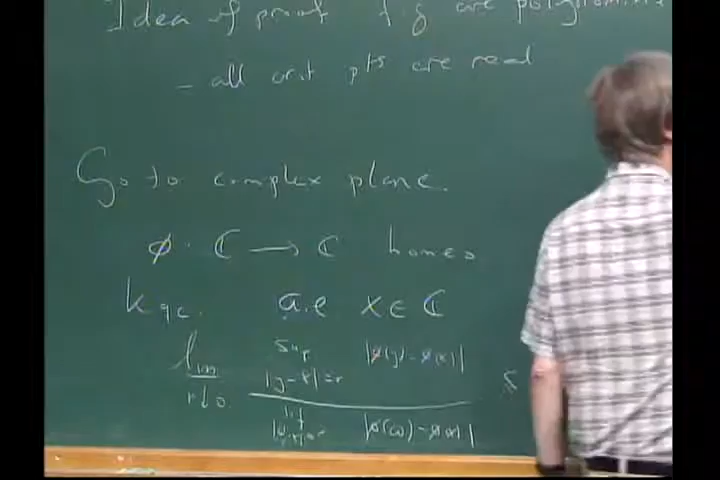 Idea of proof f, g are polynomials
- all crit pts are real
Go to complex plane.
φ : ℂ → ℂ homeo
K qc. a.e x ∈ ℂ
lim r↓0
sup |y-x|=r |φ(y) - φ(x)|
inf |φ(w) - φ(x)|
≤